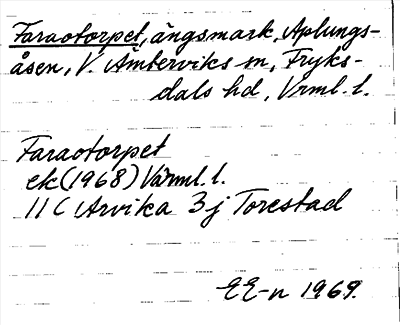 Faraotorpet, ängsmark, Aplungs-
åsen, V. Ämterviks sn, Fryks-
dals hd, Vrml. l.
Faraotorpet
ek (1968) Värml. l.
11 C Arvika 3 j Torestad
EE-n 1969.